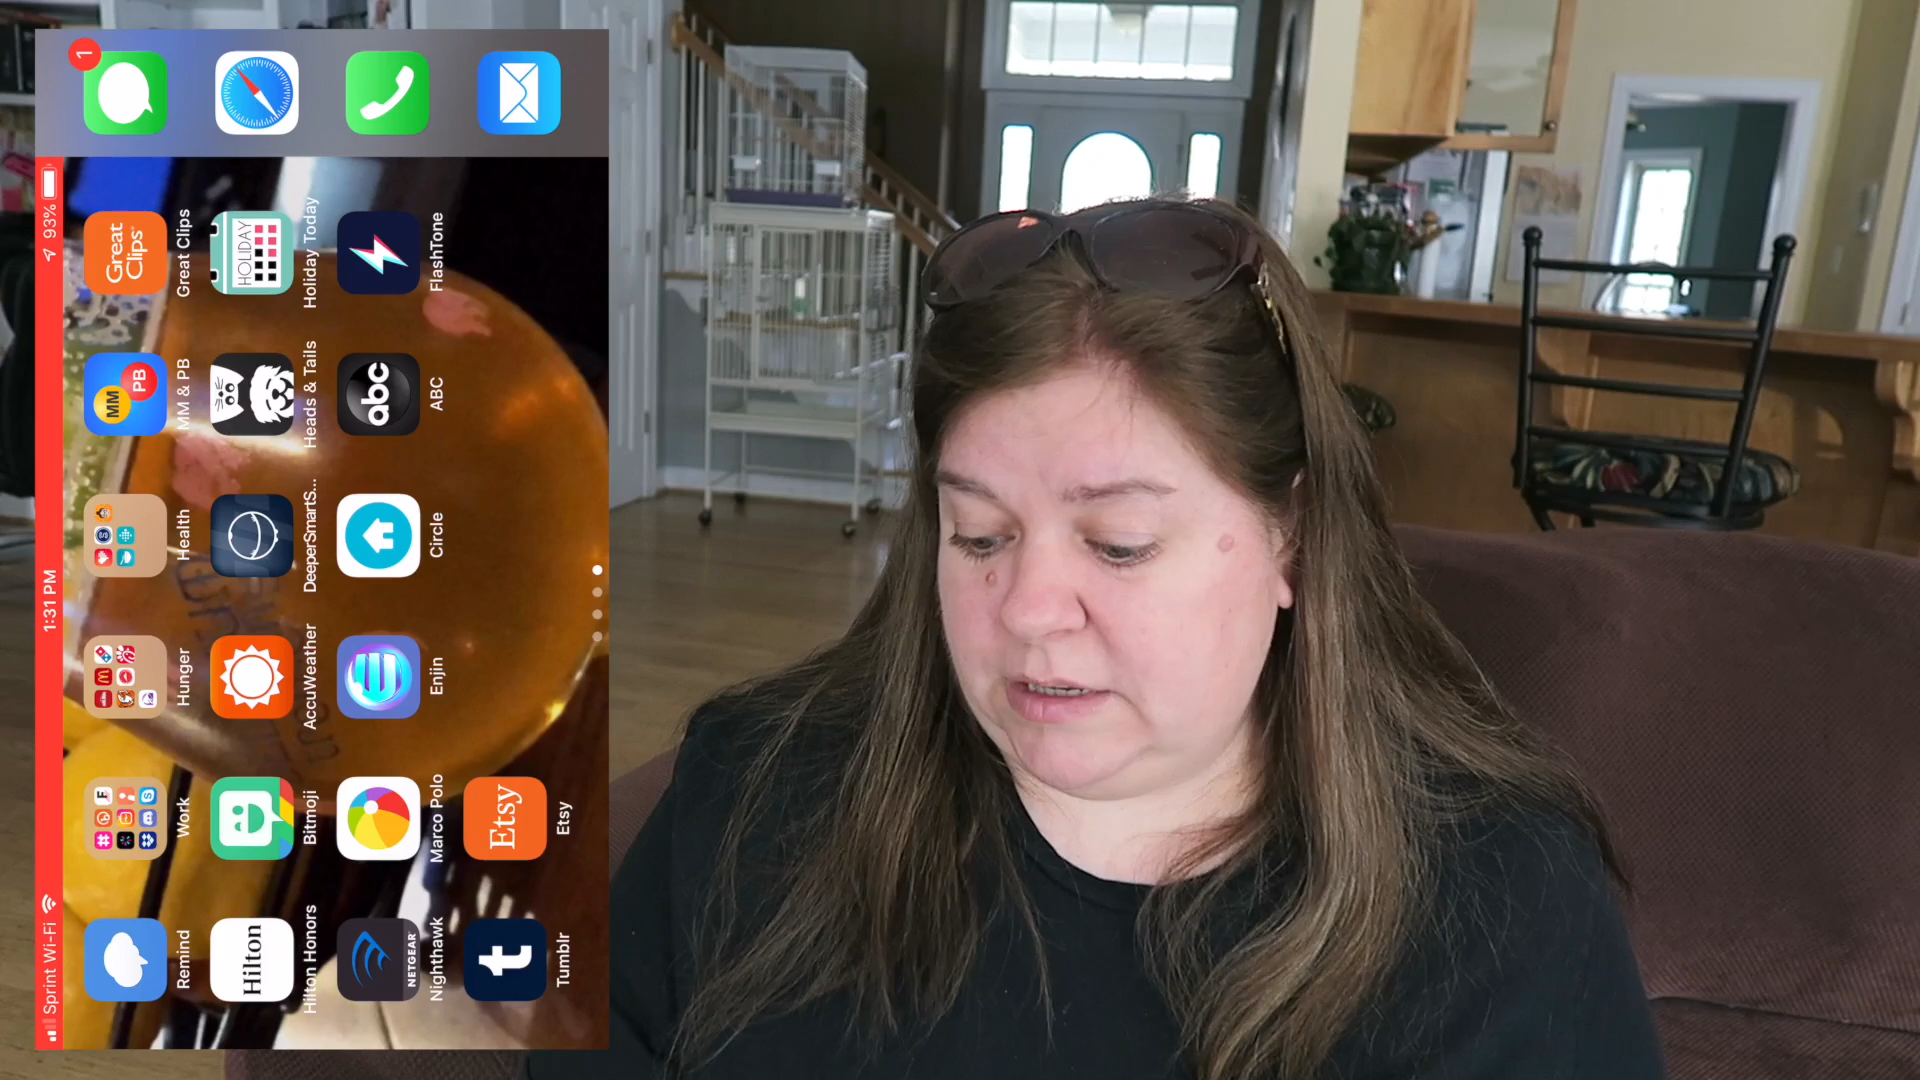 Sprint Wi-Fi 1:31 PM 93%
Remind
Work
Hunger
Health
MM PB
MM & PB
Great Clips
Great Clips
Hilton
Hilton Honors
Bitmoji
AccuWeather
DeeperSmartS...
Heads & Tails
HOLIDAY
Holiday Today
NETGEAR
Nighthawk
Marco Polo
Enjin
Circle
abc
ABC
FlashTone
t
Tumblr
Etsy
Etsy
1